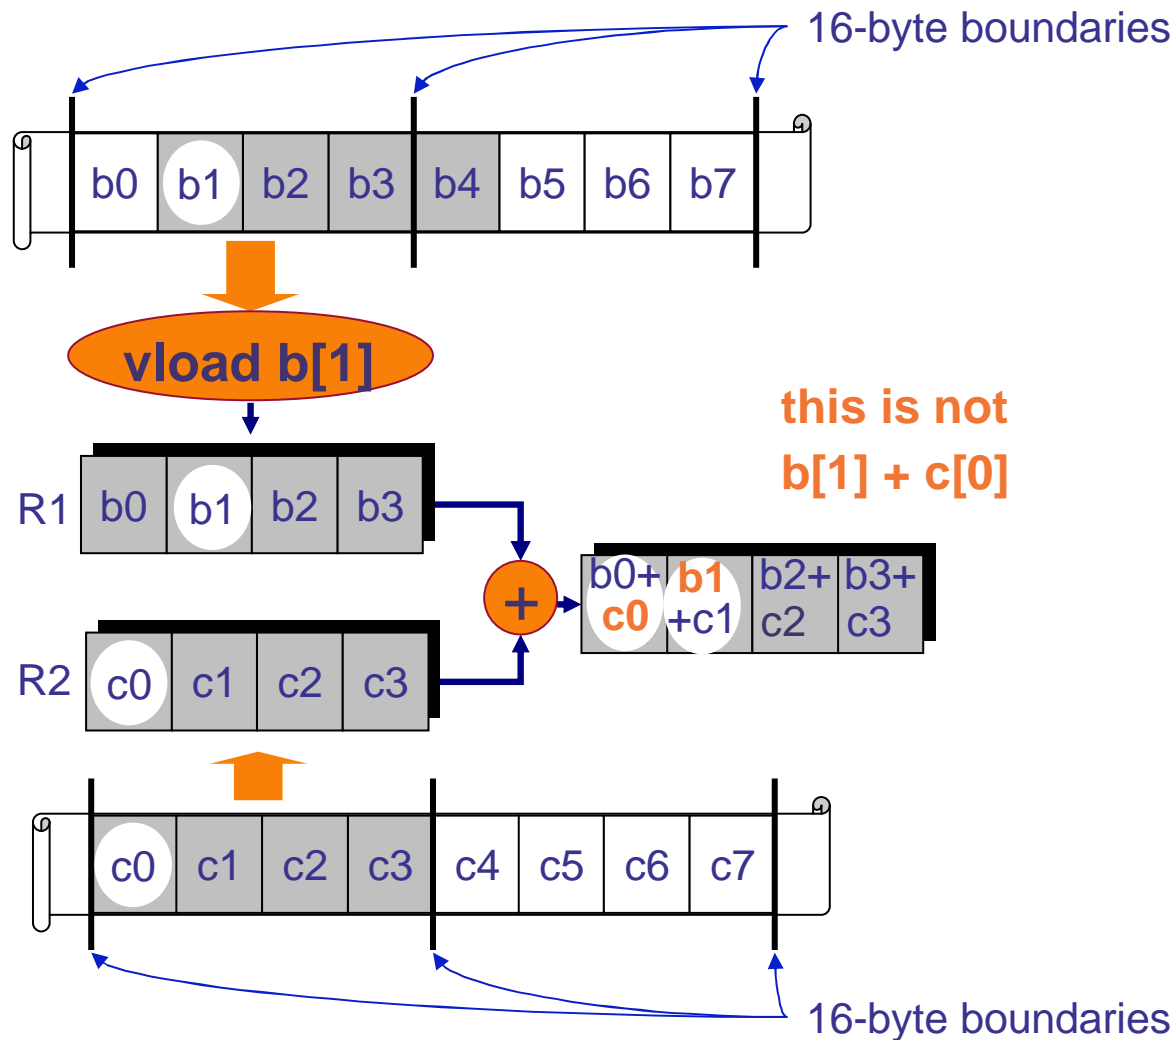 16-byte boundaries
b0 b1 b2 b3 b4 b5 b6 b7
vload b[1]
this is not
b[1] + c[0]
R1 b0 b1 b2 b3
+
b0+ b1 b2+ b3+
c0 +c1 c2 c3
R2 c0 c1 c2 c3
c0 c1 c2 c3 c4 c5 c6 c7
16-byte boundaries